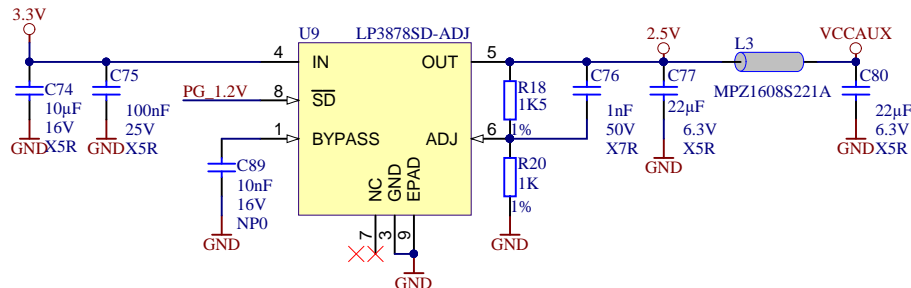 3.3V
U9
LP3878SD-ADJ
2.5V
VCCAUX
4
IN
OUT
5
L3
C74
10µF
16V
X5R
C75
100nF
25V
X5R
PG_1.2V
8
SD
R18
1K5
1%
C76
1nF
50V
X7R
C77
22µF
6.3V
X5R
MPZ1608S221A
C80
22µF
6.3V
X5R
1
BYPASS
ADJ
6
GND
GND
GND
GND
C89
10nF
16V
NP0
R20
1K
1%
NC
GND
EPAD
7
3
9
GND
GND
GND